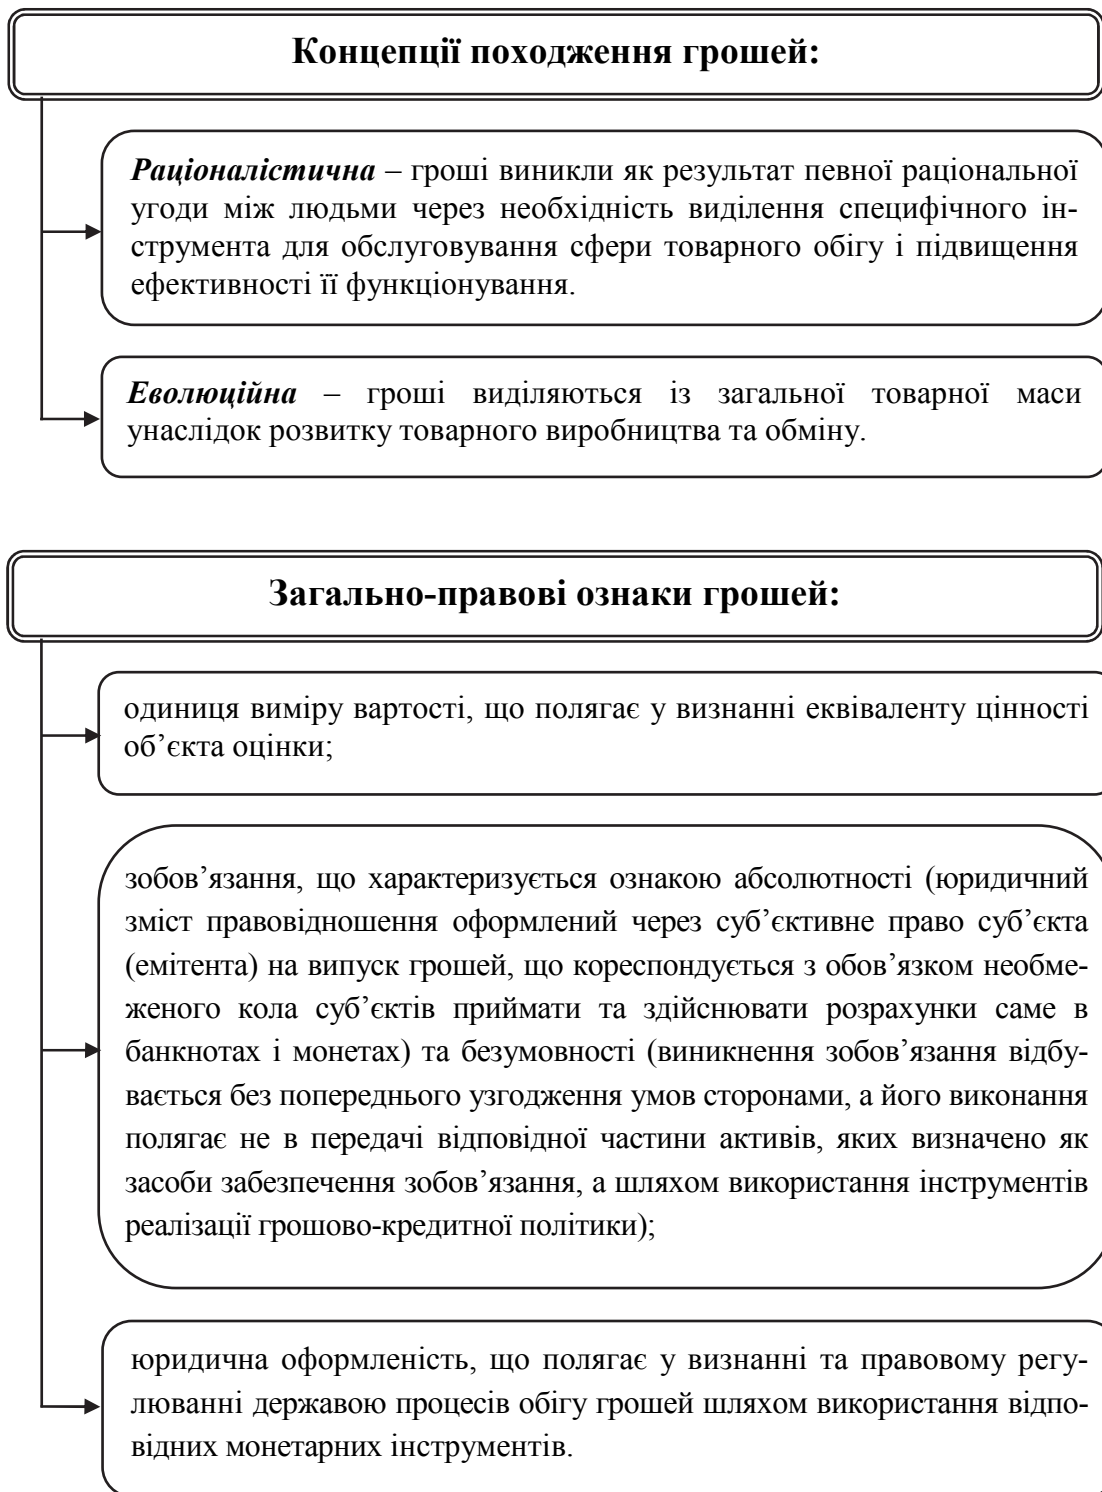 Концепції походження грошей:
Раціоналістична – гроші виникли як результат певної раціональної
угоди між людьми через необхідність виділення специфічного ін-
струмента для обслуговування сфери товарного обігу і підвищення
ефективності її функціонування.
Еволюційна – гроші виділяються із загальної товарної маси
унаслідок розвитку товарного виробництва та обміну.
Загально-правові ознаки грошей:
одиниця виміру вартості, що полягає у визнанні еквіваленту цінності
об’єкта оцінки;
зобов’язання, що характеризується ознакою абсолютності (юридичний
зміст правовідношення оформлений через суб’єктивне право суб’єкта
(емітента) на випуск грошей, що кореспондується з обов’язком необме-
женого кола суб’єктів приймати та здійснювати розрахунки саме в
банкнотах і монетах) та безумовності (виникнення зобов’язання відбу-
вається без попереднього узгодження умов сторонами, а його виконання
полягає не в передачі відповідної частини активів, яких визначено як
засоби забезпечення зобов’язання, а шляхом використання інструментів
реалізації грошово-кредитної політики);
юридична оформленість, що полягає у визнанні та правовому регу-
люванні державою процесів обігу грошей шляхом використання відпо-
відних монетарних інструментів.